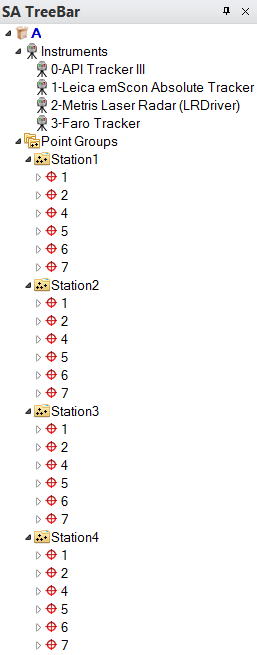 SA TreeBar
A
Instruments
0-API Tracker III
1-Leica emScon Absolute Tracker
2-Metris Laser Radar (LRDriver)
3-Faro Tracker
Point Groups
Station1
1
2
4
5
6
7
Station2
1
2
4
5
6
7
Station3
1
2
4
5
6
7
Station4
1
2
4
5
6
7